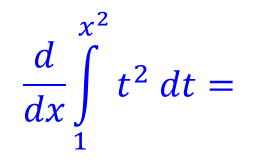 d/dx ∫₁^{x²} t² dt =